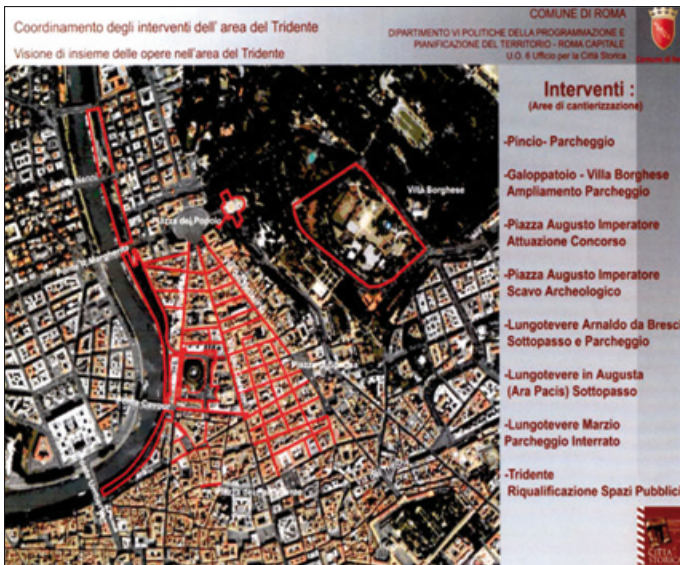 Coordinamento degli interventi dell' area del Tridente
Visione di insieme delle opere nell'area del Tridente
COMUNE DI ROMA
DIPARTIMENTO VI POLITICHE DELLA PROGRAMMAZIONE E
PIANIFICAZIONE DEL TERRITORIO - ROMA CAPITALE
U.O. 6 Ufficio per la Città Storica
Interventi :
(Aree di cantierizzazione)
-Pincio- Parcheggio
-Galoppatoio - Villa Borghese
Ampliamento Parcheggio
-Piazza Augusto Imperatore
Attuazione Concorso
-Piazza Augusto Imperatore
Scavo Archeologico
-Lungotevere Arnaldo da Bresci
Sottopasso e Parcheggio
-Lungotevere in Augusta
(Ara Pacis) Sottopasso
-Lungotevere Marzio
Parcheggio Interrato
-Tridente
Riqualificazione Spazi Pubblici
Villa Borghese
Piazza del Popolo
CITTÀ
STORICA